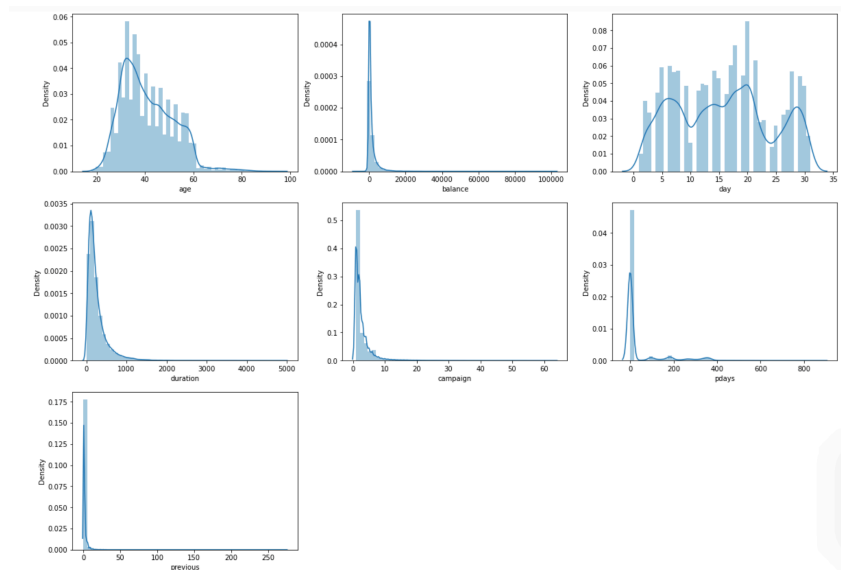 0.06
0.05
0.04
0.03
0.02
0.01
0.00
Density
20 40 60 80 100
age
0.0004
0.0003
0.0002
0.0001
0.0000
Density
0 20000 40000 60000 80000 100000
balance
0.08
0.07
0.06
0.05
0.04
0.03
0.02
0.01
0.00
Density
0 5 10 15 20 25 30 35
day
0.0035
0.0030
0.0025
0.0020
0.0015
0.0010
0.0005
0.0000
Density
0 1000 2000 3000 4000 5000
duration
0.5
0.4
0.3
0.2
0.1
0.0
Density
0 10 20 30 40 50 60
campaign
0.04
0.03
0.02
0.01
0.00
Density
0 200 400 600 800
pdays
0.175
0.150
0.125
0.100
0.075
0.050
0.025
0.000
Density
0 50 100 150 200 250
previous